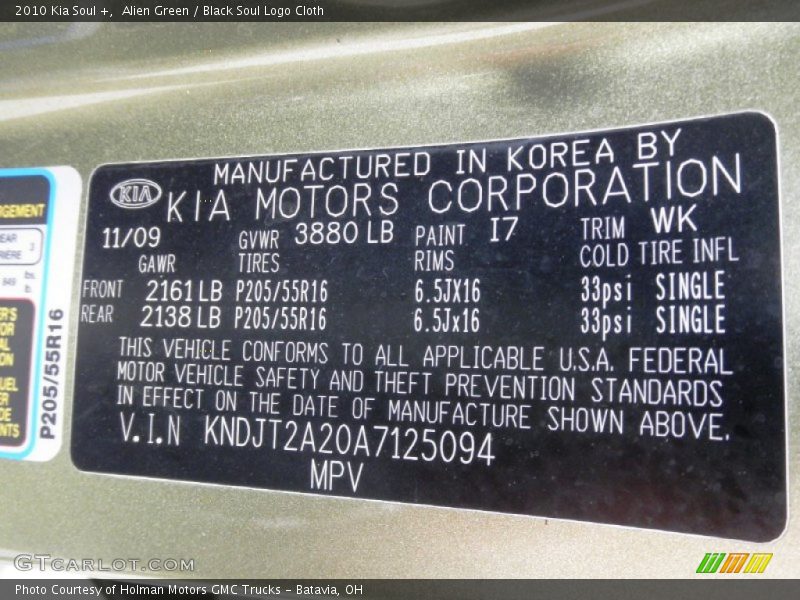 2010 Kia Soul +,  Alien Green / Black Soul Logo Cloth
MANUFACTURED IN KOREA BY
KIA KIA MOTORS CORPORATION
11/09 GVWR 3880 LB PAINT I7 TRIM WK
GAWR TIRES RIMS COLD TIRE INFL
FRONT 2161 LB P205/55R16 6.5JX16 33psi SINGLE
REAR 2138 LB P205/55R16 6.5Jx16 33psi SINGLE
THIS VEHICLE CONFORMS TO ALL APPLICABLE U.S.A. FEDERAL
MOTOR VEHICLE SAFETY AND THEFT PREVENTION STANDARDS
IN EFFECT ON THE DATE OF MANUFACTURE SHOWN ABOVE.
V.I.N KNDJT2A20A7125094
MPV
P205/55R16
GTCARLOT.COM
Photo Courtesy of Holman Motors GMC Trucks - Batavia, OH